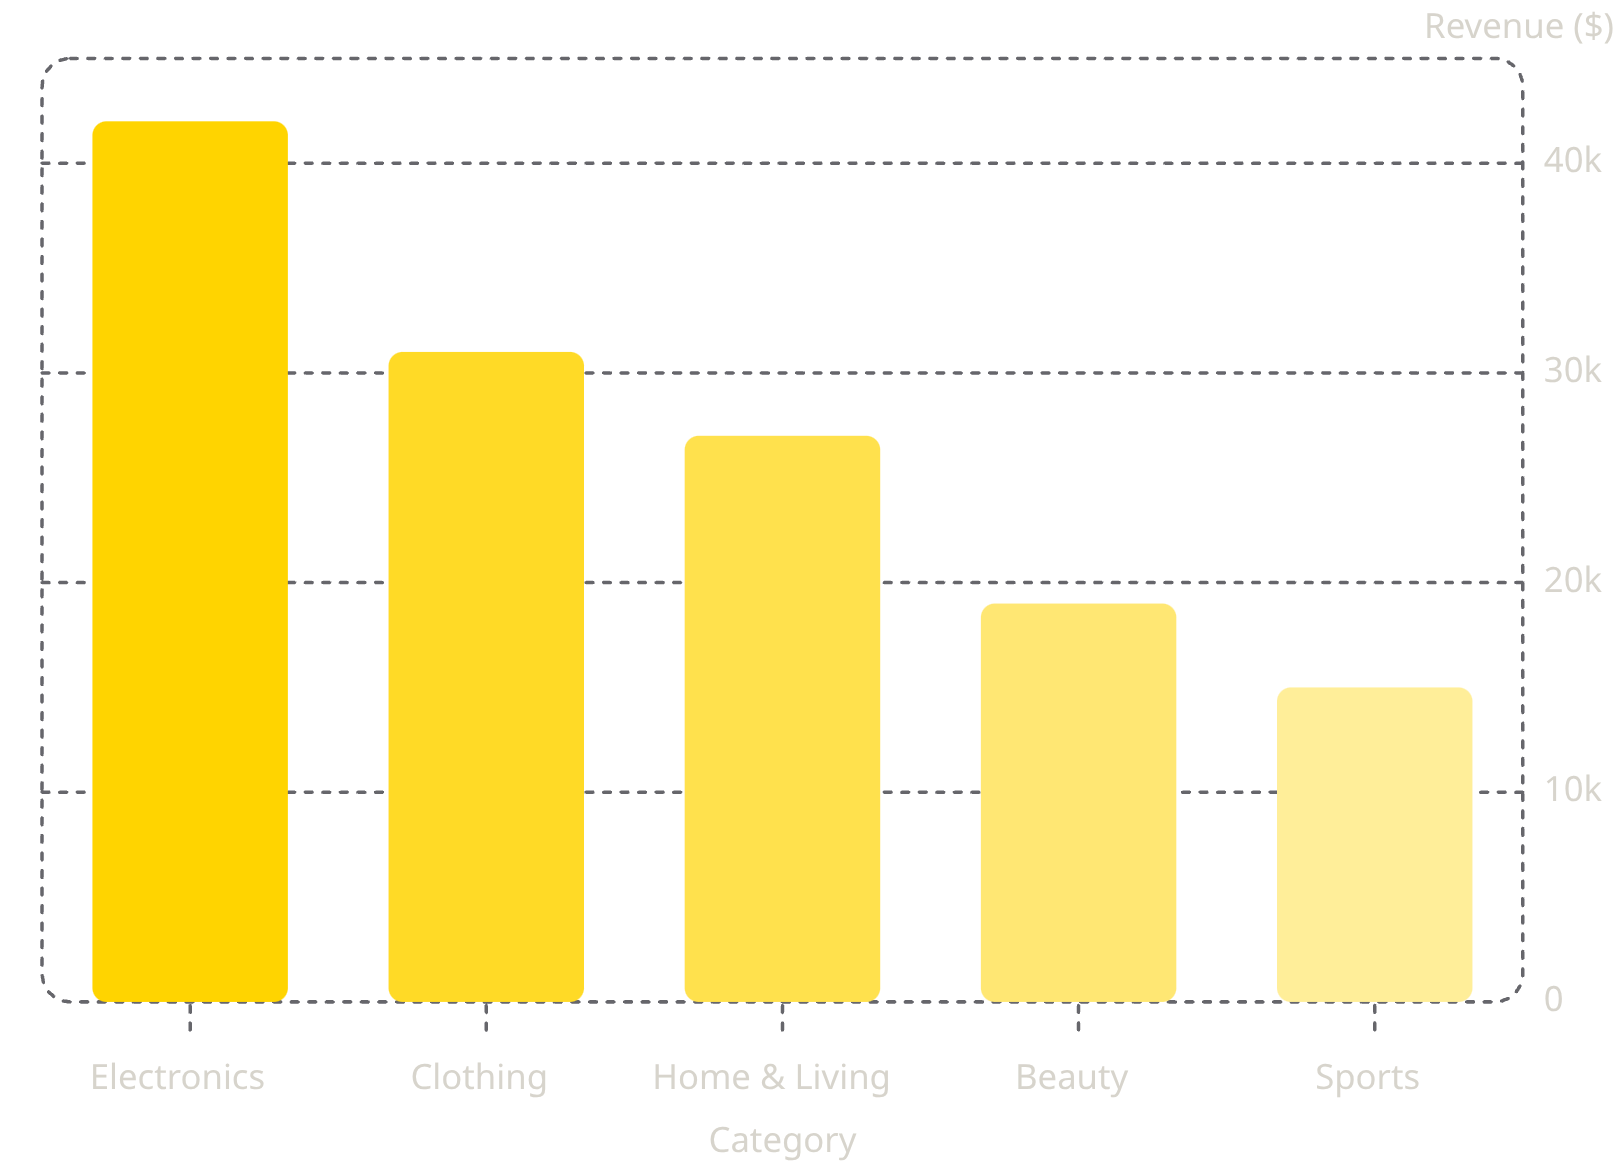 Revenue ($)
40k
30k
20k
10k
0
Electronics Clothing Home & Living Beauty Sports
Category